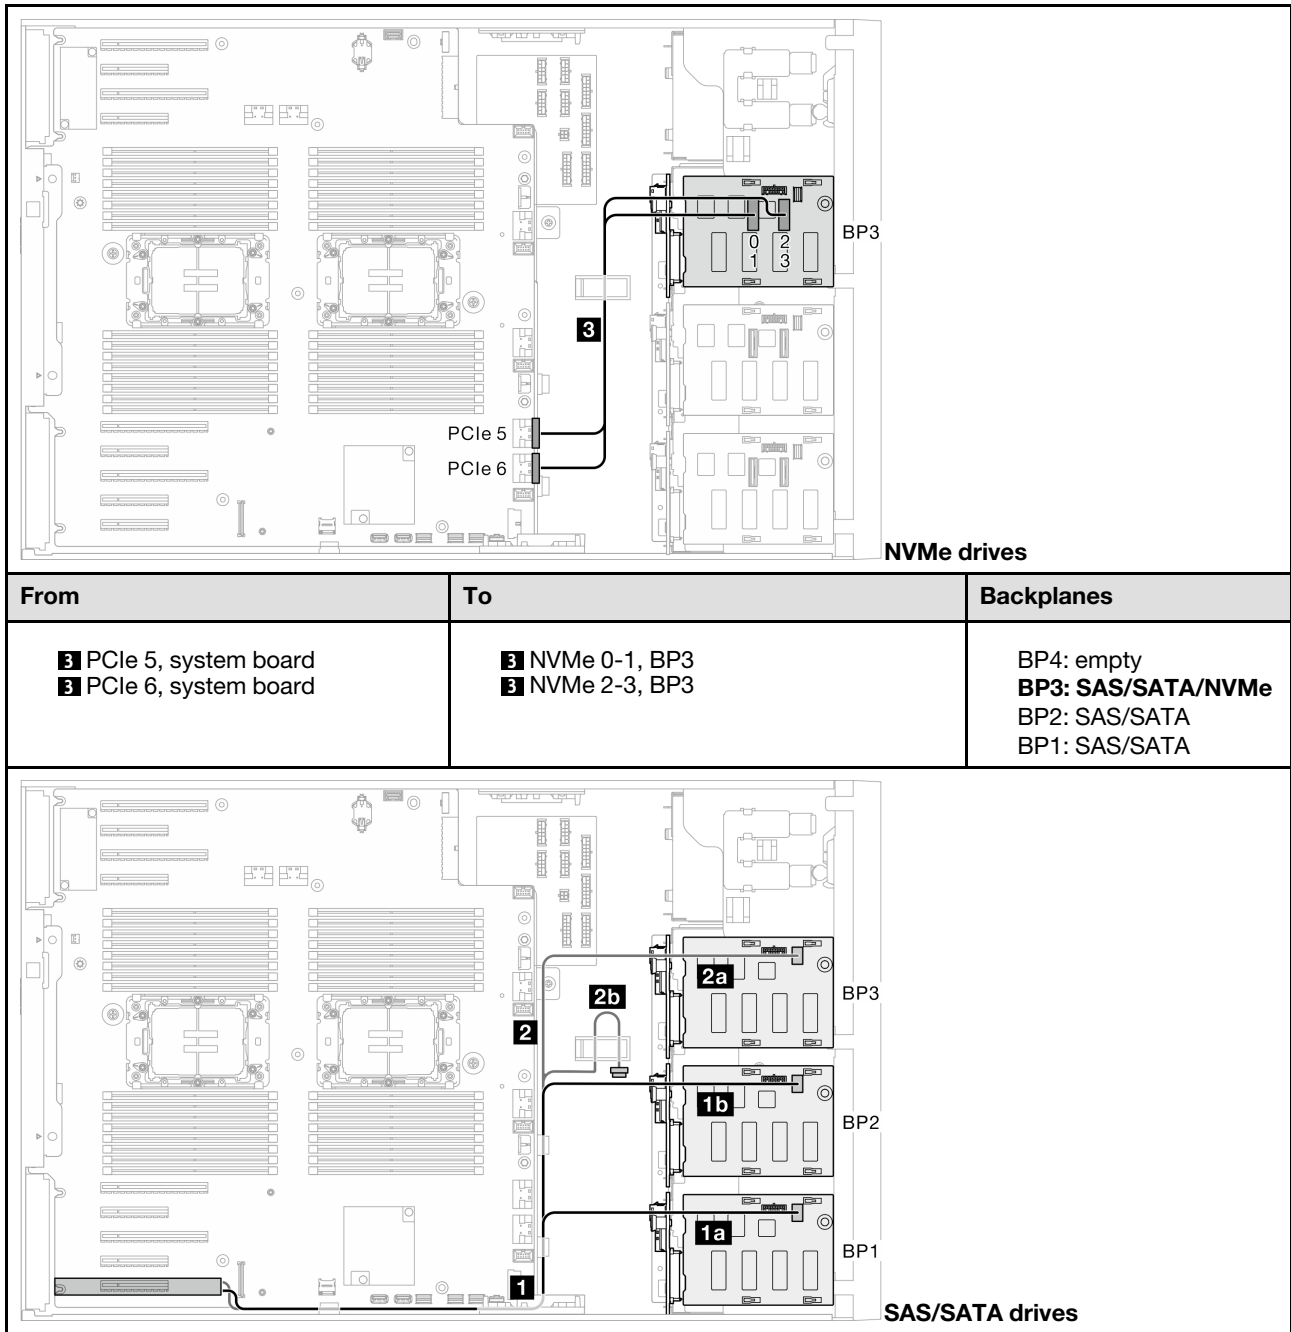 BP3
0 2
1 3
3
PCIe 5
PCIe 6
NVMe drives
From To Backplanes
3 PCIe 5, system board
3 PCIe 6, system board
3 NVMe 0-1, BP3
3 NVMe 2-3, BP3
BP4: empty
BP3: SAS/SATA/NVMe
BP2: SAS/SATA
BP1: SAS/SATA
2a
BP3
2b
2
1b
BP2
1a
BP1
1
SAS/SATA drives